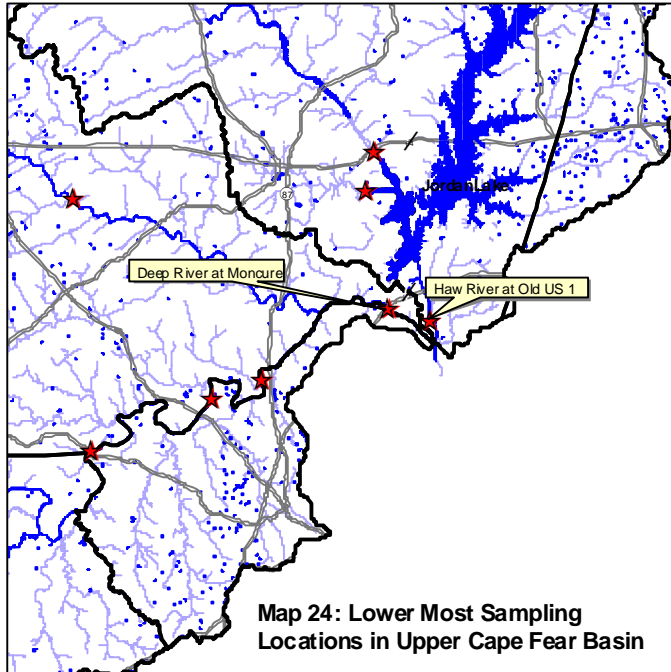 87
Jordan Lake
Deep River at Moncure
Haw River at Old US 1
Map 24: Lower Most Sampling
Locations in Upper Cape Fear Basin